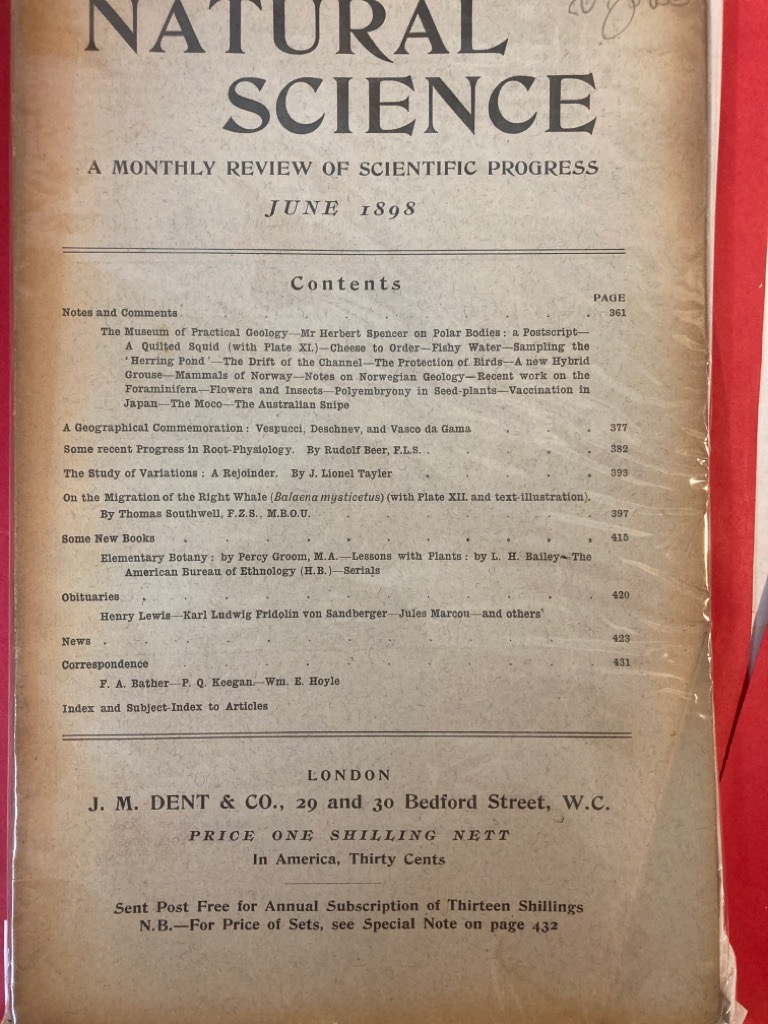 NATURAL
SCIENCE
A MONTHLY REVIEW OF SCIENTIFIC PROGRESS
JUNE 1898
Contents
PAGE
Notes and Comments . . . . . . . . . . 361
The Museum of Practical Geology—Mr Herbert Spencer on Polar Bodies: a Postscript—
A Quilted Squid (with Plate XI.)—Cheese to Order—Fishy Water—Sampling the
'Herring Pond'—The Drift of the Channel—The Protection of Birds—A new Hybrid
Grouse—Mammals of Norway—Notes on Norwegian Geology—Recent work on the
Foraminifera—Flowers and Insects—Polyembryony in Seed-plants—Vaccination in
Japan—The Moco—The Australian Snipe
A Geographical Commemoration: Vespucci, Deschnev, and Vasco da Gama . . . 377
Some recent Progress in Root-Physiology. By Rudolf Beer, F.L.S. . . . . . 382
The Study of Variations: A Rejoinder. By J. Lionel Tayler . . . . . 393
On the Migration of the Right Whale (Balaena mysticetus) (with Plate XII. and text-illustration).
By Thomas Southwell, F.Z.S., M.B.O.U. . . . . . . . 397
Some New Books . . . . . . . . . . 415
Elementary Botany: by Percy Groom, M.A.—Lessons with Plants: by L. H. Bailey—The
American Bureau of Ethnology (H.B.)—Serials
Obituaries . . . . . . . . . . . 420
Henry Lewis—Karl Ludwig Fridolin von Sandberger—Jules Marcou—and others
News . . . . . . . . . . . . 423
Correspondence . . . . . . . . . . 431
F. A. Bather—P. Q. Keegan—Wm. E. Hoyle
Index and Subject-Index to Articles
LONDON
J. M. DENT & CO., 29 and 30 Bedford Street, W.C.
PRICE ONE SHILLING NETT
In America, Thirty Cents
Sent Post Free for Annual Subscription of Thirteen Shillings
N.B.—For Price of Sets, see Special Note on page 432